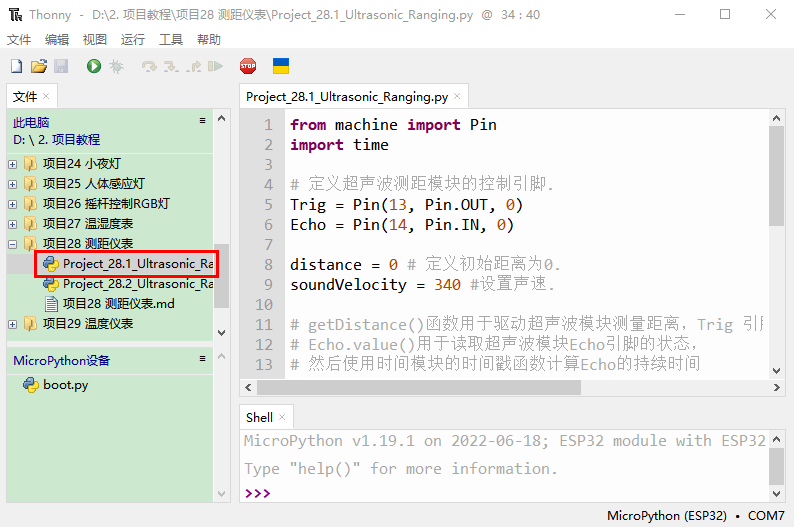 Thonny - D:\2. 项目教程\项目28 测距仪表\Project_28.1_Ultrasonic_Ranging.py @ 34 : 40
文件 编辑 视图 运行 工具 帮助
STOP
文件 ×
此电脑
D: \ 2. 项目教程
项目24 小夜灯
项目25 人体感应灯
项目26 摇杆控制RGB灯
项目27 温湿度表
项目28 测距仪表
Project_28.1_Ultrasonic_Ra
Project_28.2_Ultrasonic_Ra
项目28 测距仪表.md
项目29 温度仪表
MicroPython设备
boot.py
Project_28.1_Ultrasonic_Ranging.py ×
1 from machine import Pin
2 import time
3
4 # 定义超声波测距模块的控制引脚.
5 Trig = Pin(13, Pin.OUT, 0)
6 Echo = Pin(14, Pin.IN, 0)
7
8 distance = 0 # 定义初始距离为0.
9 soundVelocity = 340 #设置声速.
10
11 # getDistance()函数用于驱动超声波模块测量距离，Trig 引
12 # Echo.value()用于读取超声波模块Echo引脚的状态，
13 # 然后使用时间模块的时间戳函数计算Echo的持续时间
Shell ×
MicroPython v1.19.1 on 2022-06-18; ESP32 module with ESP32
Type "help()" for more information.
>>>
MicroPython (ESP32) • COM7